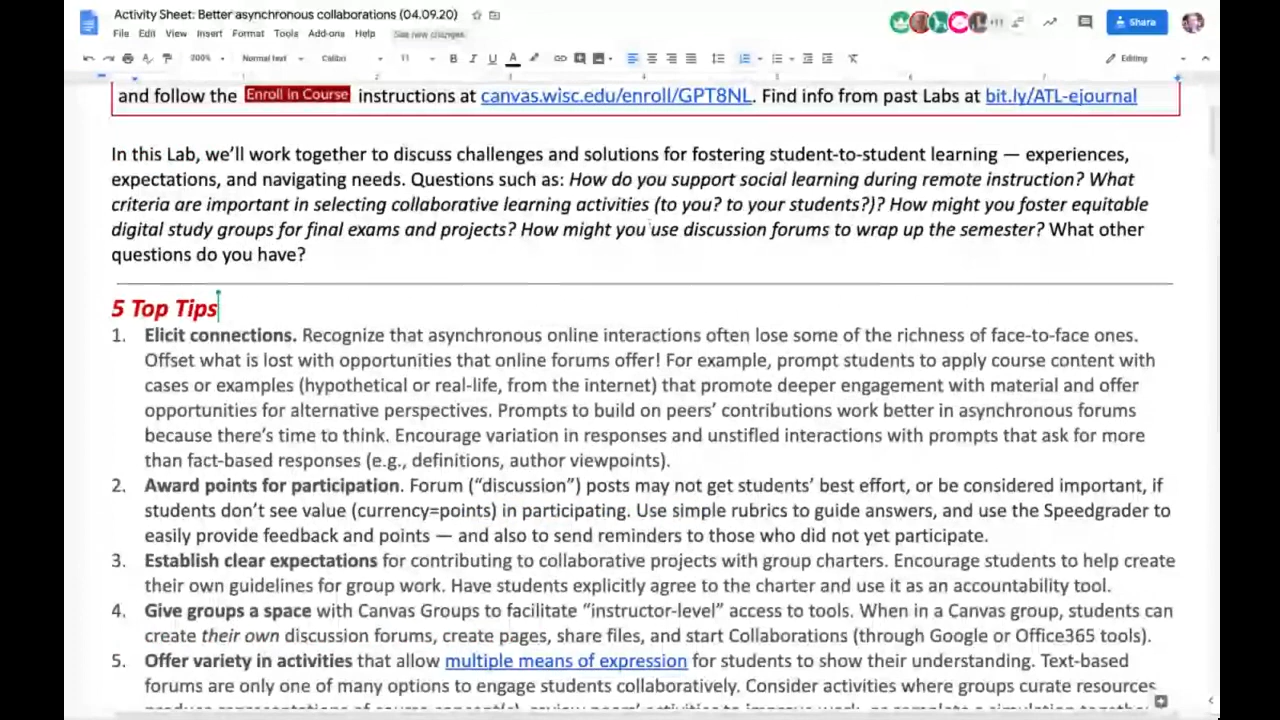 Activity Sheet: Better asynchronous collaborations (04.09.20)
File Edit View Insert Format Tools Add-ons Help See new changes
Share
200% Normal text Calibri 11 B I U A Editing
and follow the Enroll in Course instructions at canvas.wisc.edu/enroll/GPT8NL. Find info from past Labs at bit.ly/ATL-ejournal
In this Lab, we’ll work together to discuss challenges and solutions for fostering student-to-student learning — experiences,
expectations, and navigating needs. Questions such as: How do you support social learning during remote instruction? What
criteria are important in selecting collaborative learning activities (to you? to your students?)? How might you foster equitable
digital study groups for final exams and projects? How might you use discussion forums to wrap up the semester? What other
questions do you have?
5 Top Tips
1. Elicit connections. Recognize that asynchronous online interactions often lose some of the richness of face-to-face ones.
Offset what is lost with opportunities that online forums offer! For example, prompt students to apply course content with
cases or examples (hypothetical or real-life, from the internet) that promote deeper engagement with material and offer
opportunities for alternative perspectives. Prompts to build on peers’ contributions work better in asynchronous forums
because there’s time to think. Encourage variation in responses and unstifled interactions with prompts that ask for more
than fact-based responses (e.g., definitions, author viewpoints).
2. Award points for participation. Forum (“discussion”) posts may not get students’ best effort, or be considered important, if
students don’t see value (currency=points) in participating. Use simple rubrics to guide answers, and use the Speedgrader to
easily provide feedback and points — and also to send reminders to those who did not yet participate.
3. Establish clear expectations for contributing to collaborative projects with group charters. Encourage students to help create
their own guidelines for group work. Have students explicitly agree to the charter and use it as an accountability tool.
4. Give groups a space with Canvas Groups to facilitate “instructor-level” access to tools. When in a Canvas group, students can
create their own discussion forums, create pages, share files, and start Collaborations (through Google or Office365 tools).
5. Offer variety in activities that allow multiple means of expression for students to show their understanding. Text-based
forums are only one of many options to engage students collaboratively. Consider activities where groups curate resources,